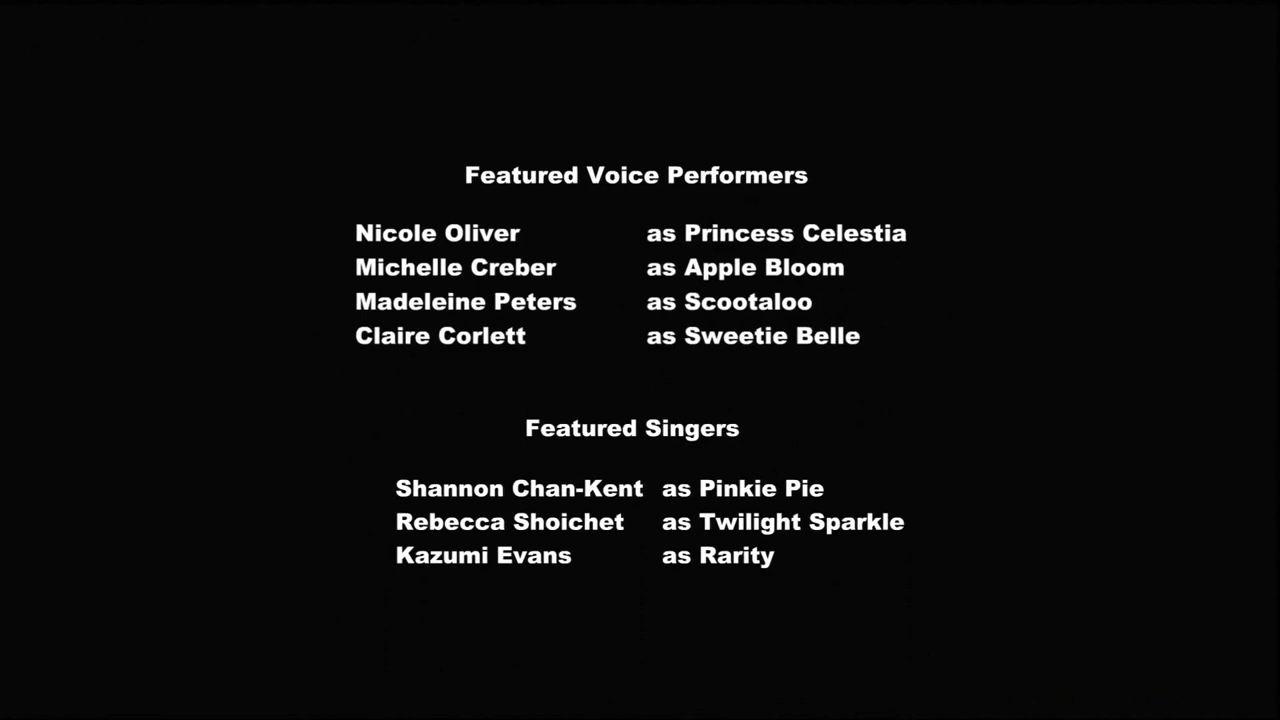 Featured Voice Performers
Nicole Oliver as Princess Celestia
Michelle Creber as Apple Bloom
Madeleine Peters as Scootaloo
Claire Corlett as Sweetie Belle
Featured Singers
Shannon Chan-Kent as Pinkie Pie
Rebecca Shoichet as Twilight Sparkle
Kazumi Evans as Rarity